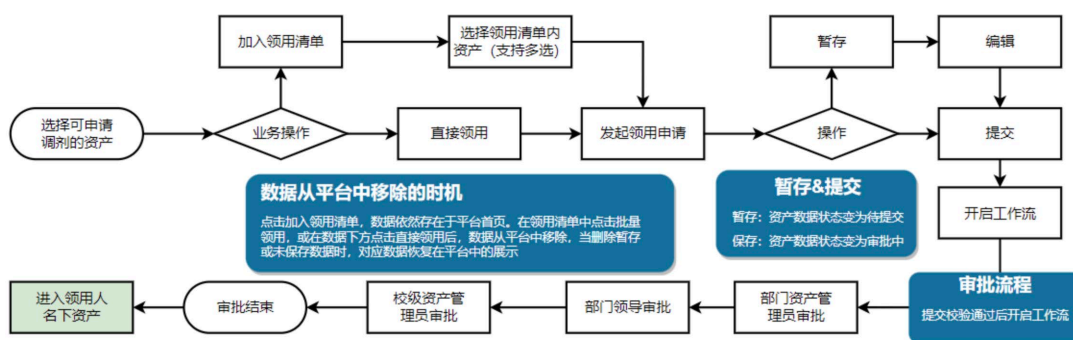 加入领用清单
选择领用清单内
资产（支持多选）
暂存
编辑
选择可申请
调剂的资产
业务操作
直接领用
发起领用申请
操作
提交
数据从平台中移除的时机
点击加入领用清单，数据依然存在于平台首页。在领用清单中点击批量
领用，或在数据下方点击直接领用后，数据从平台中移除，当删除暂存
或未保存数据时，对应数据恢复在平台中的展示
暂存&提交
暂存：资产数据状态变为待提交
保存：资产数据状态变为审批中
开启工作流
审批流程
提交校验通过后开启工作流
进入领用人
名下资产
审批结束
校级资产管
理员审批
部门领导审批
部门资产管
理员审批